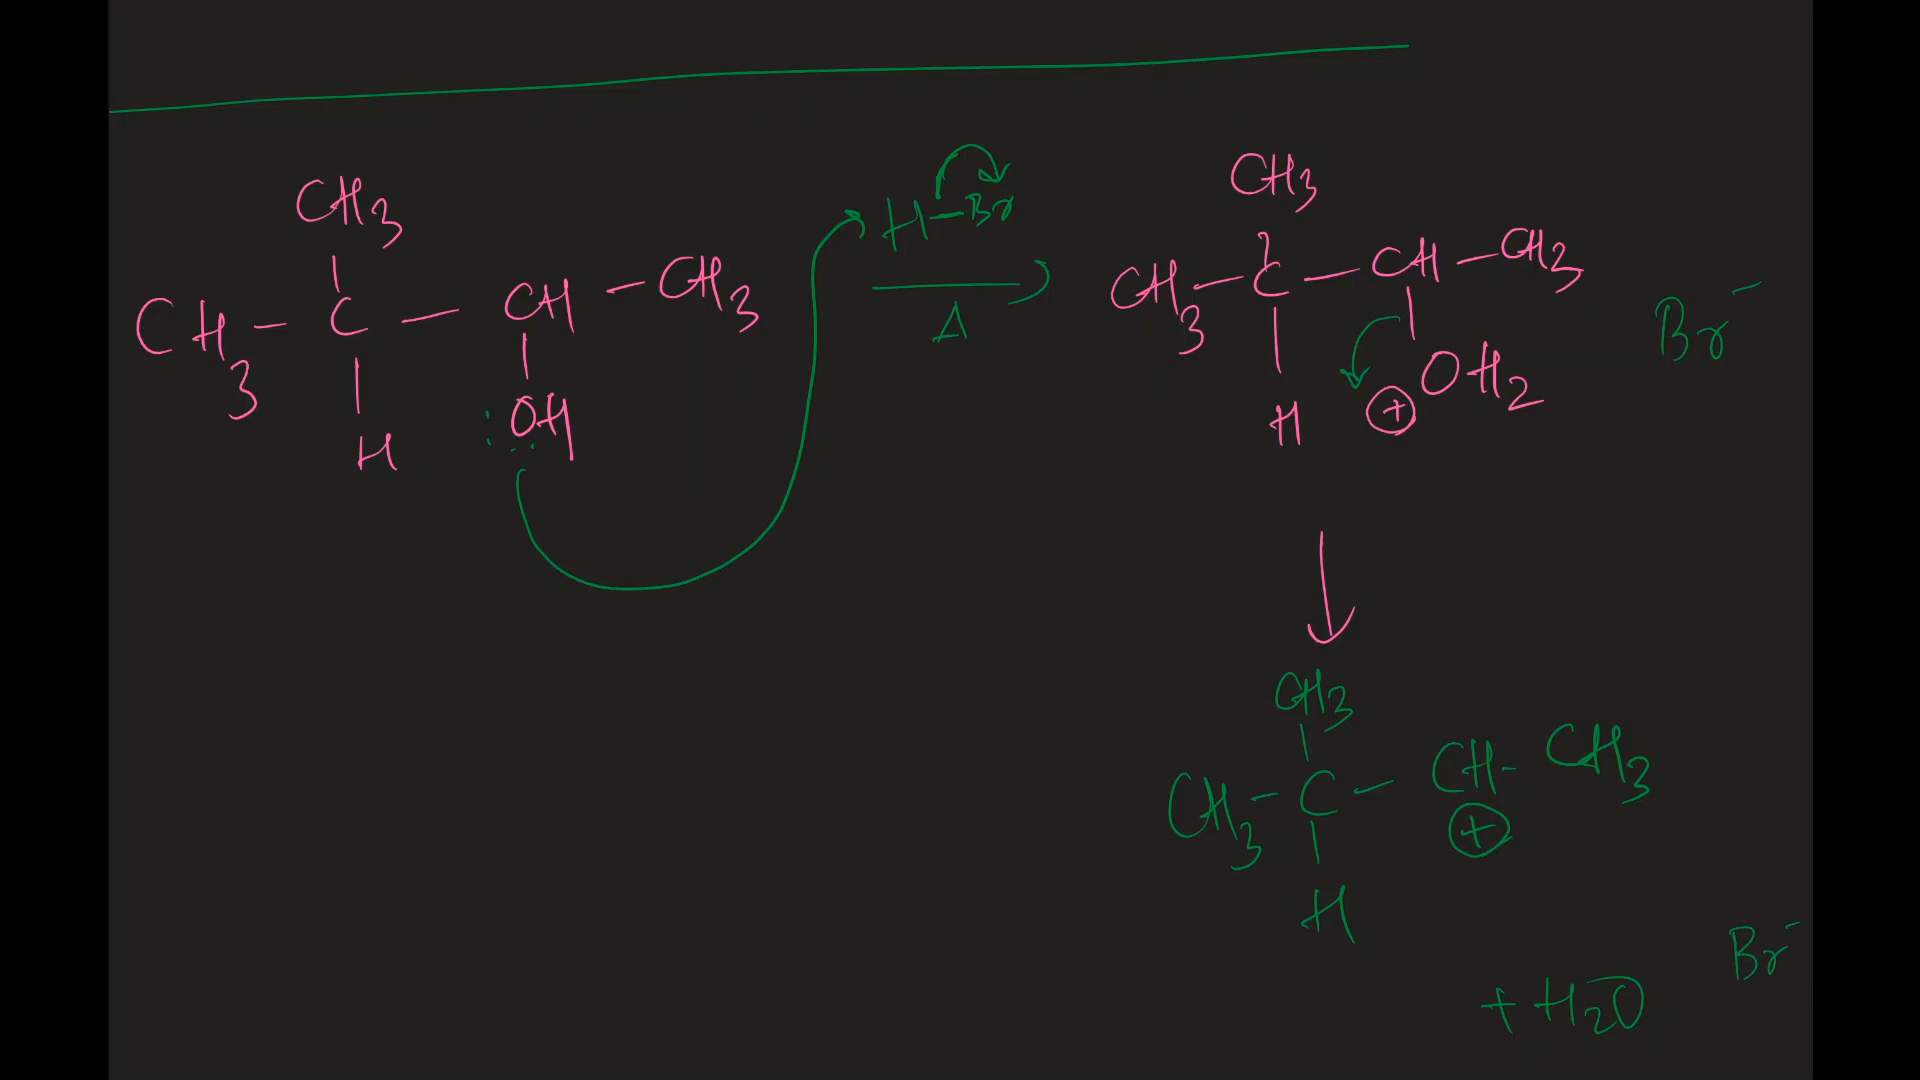 CH3
CH3 - C - CH - CH3
OH
H
H-Br
Δ
CH3
CH3 - C - CH - CH3
H
⊕ OH2
Br-
CH3
CH3 - C - CH - CH3
⊕
H
Br-
+ H2O